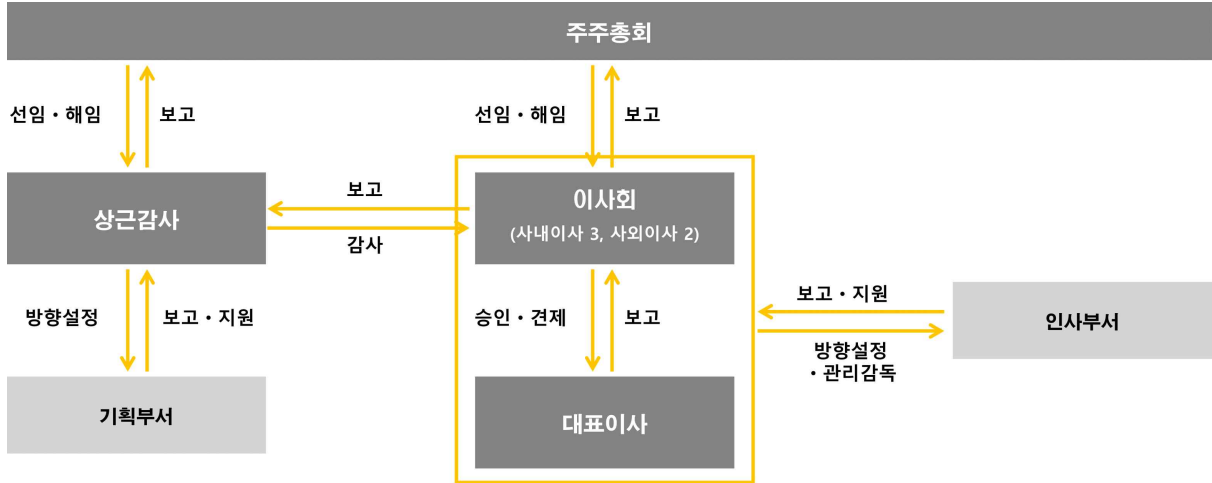 주주총회
선임・해임
보고
선임・해임
보고
상근감사
보고
감사
이사회
(사내이사 3, 사외이사 2)
방향설정
보고・지원
승인・견제
보고
보고・지원
방향설정
・관리감독
인사부서
기획부서
대표이사